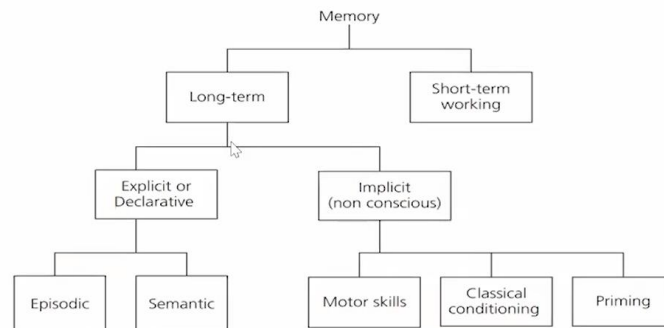 Memory
Long-term
Short-term
working
Explicit or
Declarative
Implicit
(non conscious)
Episodic
Semantic
Motor skills
Classical
conditioning
Priming